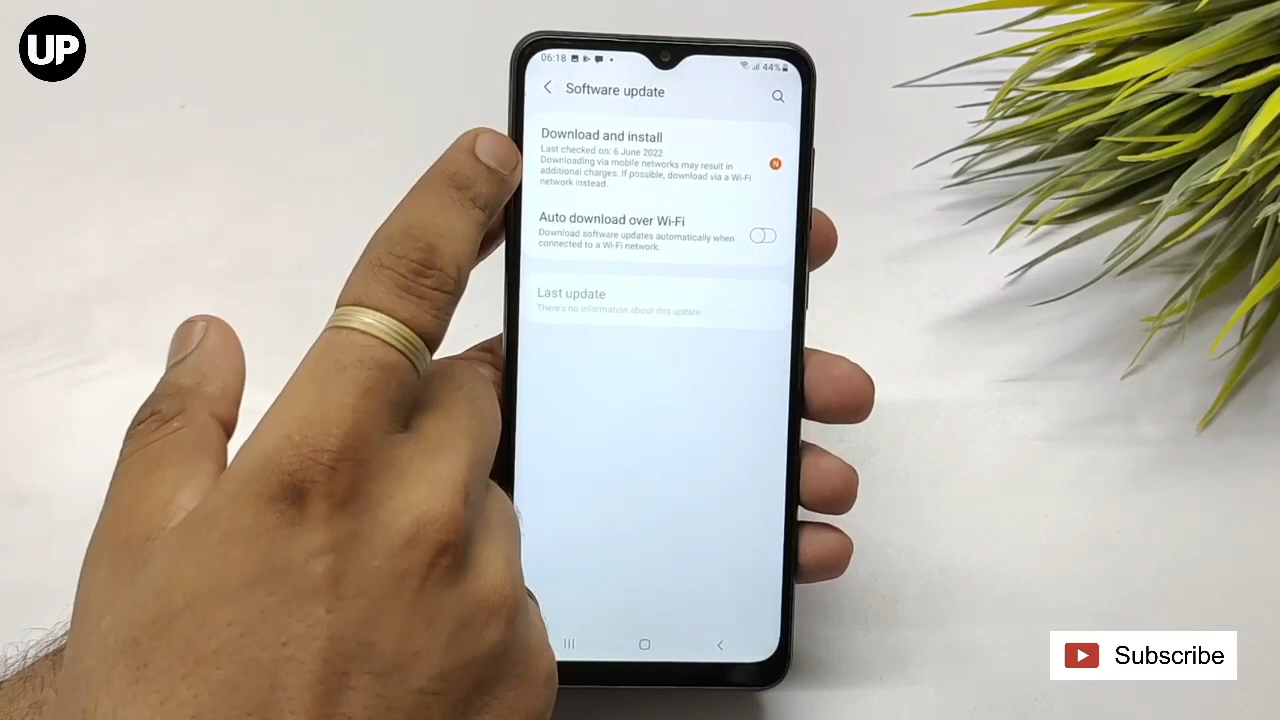 UP
06:18
44%
Software update
Download and install
Last checked on: 6 June 2022
Downloading via mobile networks may result in
additional charges. If possible, download via a Wi-Fi
network instead.
N
Auto download over Wi-Fi
Download software updates automatically when
connected to a Wi-Fi network.
Last update
There's no information about this update.
Subscribe